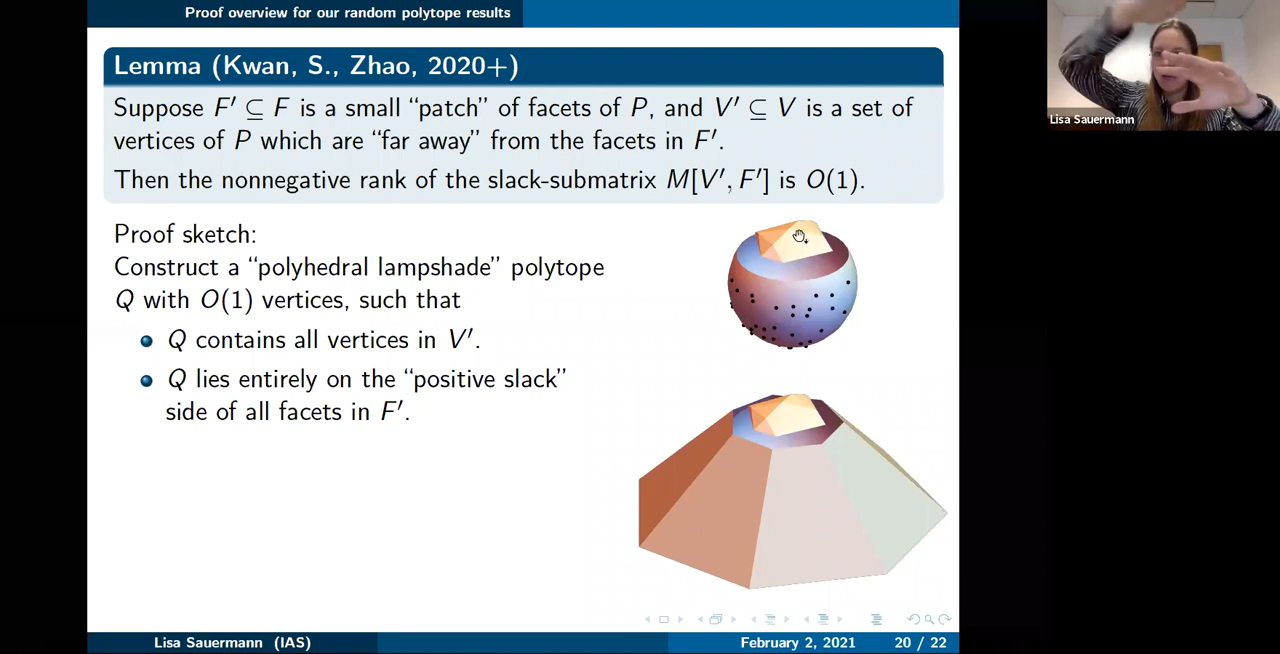 Proof overview for our random polytope results
Lemma (Kwan, S., Zhao, 2020+)
Suppose F′ ⊆ F is a small “patch” of facets of P, and V′ ⊆ V is a set of
vertices of P which are “far away” from the facets in F′.
Then the nonnegative rank of the slack-submatrix M[V′, F′] is O(1).
Proof sketch:
Construct a “polyhedral lampshade” polytope
Q with O(1) vertices, such that
Q contains all vertices in V′.
Q lies entirely on the “positive slack”
side of all facets in F′.
Lisa Sauermann (IAS)
February 2, 2021
20 / 22
Lisa Sauermann